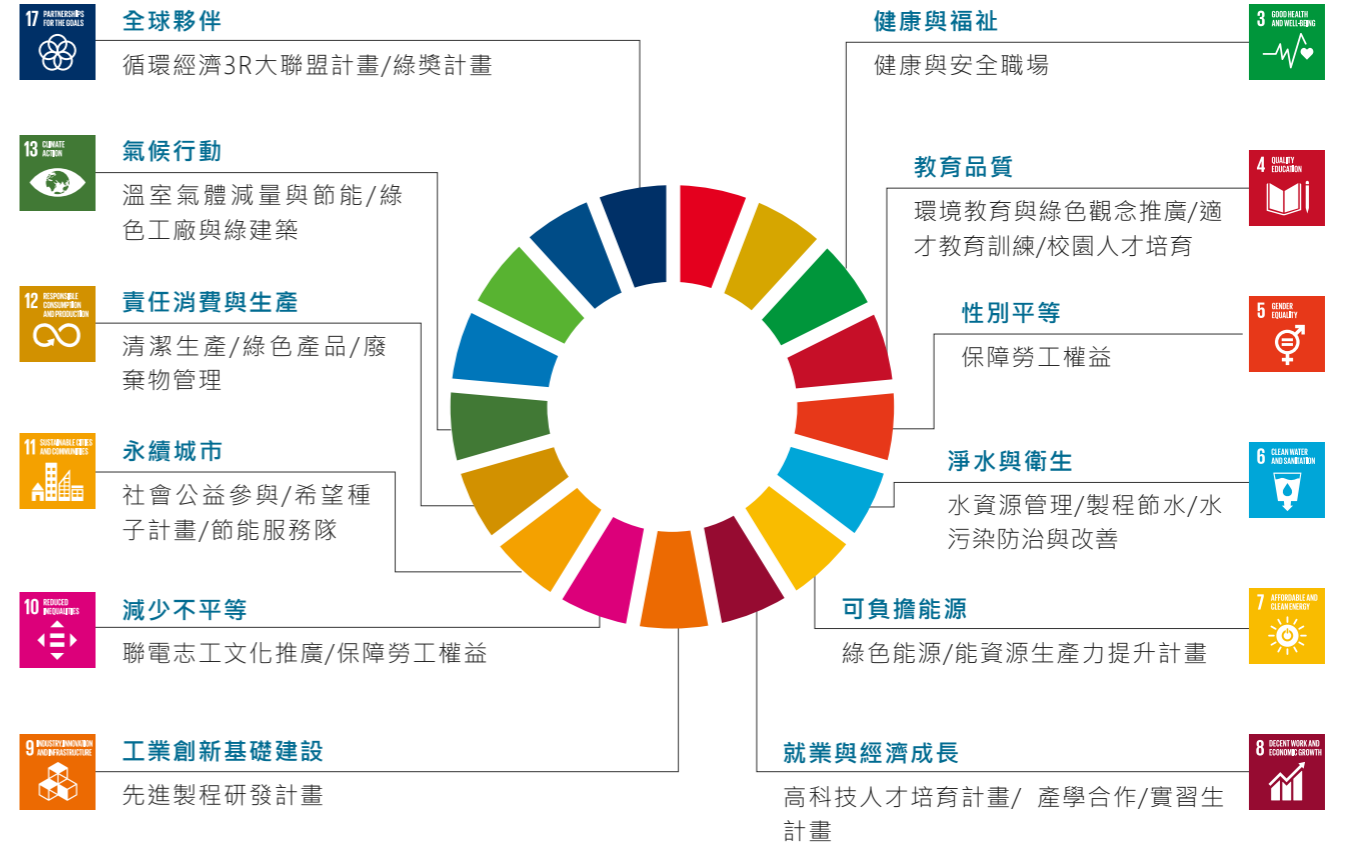 17 PARTNERSHIPS
FOR THE GOALS
全球夥伴
循環經濟3R大聯盟計畫/綠獎計畫
13 CLIMATE
ACTION
氣候行動
溫室氣體減量與節能/綠
色工廠與綠建築
12 RESPONSIBLE
CONSUMPTION
AND PRODUCTION
責任消費與生產
清潔生產/綠色產品/廢
棄物管理
11 SUSTAINABLE CITIES
AND COMMUNITIES
永續城市
社會公益參與/希望種
子計畫/節能服務隊
10 REDUCED
INEQUALITIES
減少不平等
聯電志工文化推廣/保障勞工權益
9 INDUSTRY, INNOVATION
AND INFRASTRUCTURE
工業創新基礎建設
先進製程研發計畫
健康與福祉
健康與安全職場
3 GOOD HEALTH
AND WELL-BEING
教育品質
環境教育與綠色觀念推廣/適
才教育訓練/校園人才培育
4 QUALITY
EDUCATION
性別平等
保障勞工權益
5 GENDER
EQUALITY
淨水與衛生
水資源管理/製程節水/水
污染防治與改善
6 CLEAN WATER
AND SANITATION
可負擔能源
綠色能源/能資源生產力提升計畫
7 AFFORDABLE AND
CLEAN ENERGY
就業與經濟成長
高科技人才培育計畫/ 產學合作/實習生
計畫
8 DECENT WORK AND
ECONOMIC GROWTH